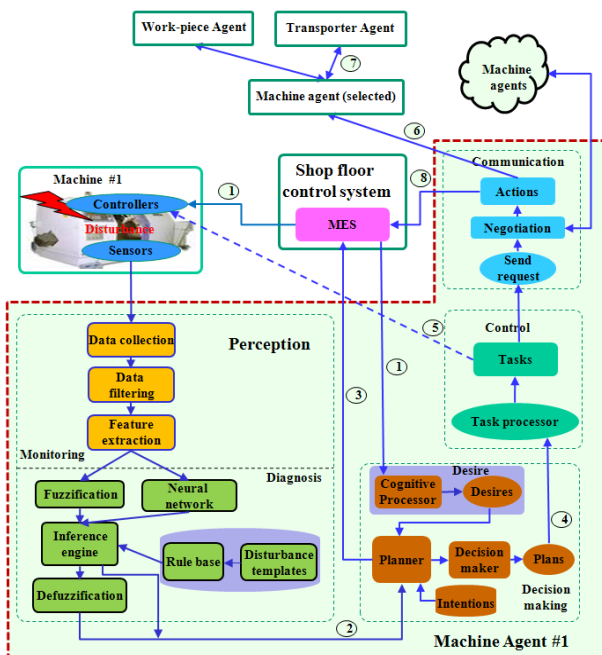 Work-piece Agent
Transporter Agent
7
Machine agent (selected)
Machine
agents
6
Communication
Machine #1
Controllers
Disturbance
Sensors
1
Shop floor
control system
MES
8
Actions
Negotiation
Send
request
5
Control
Tasks
Task processor
Data collection
Perception
Data
filtering
Feature
extraction
Monitoring
Diagnosis
3
1
Fuzzification
Neural
network
Inference
engine
Rule base
Disturbance
templates
Defuzzification
2
Desire
Cognitive
Processor
Desires
4
Planner
Decision
maker
Plans
Intentions
Decision
making
Machine Agent #1